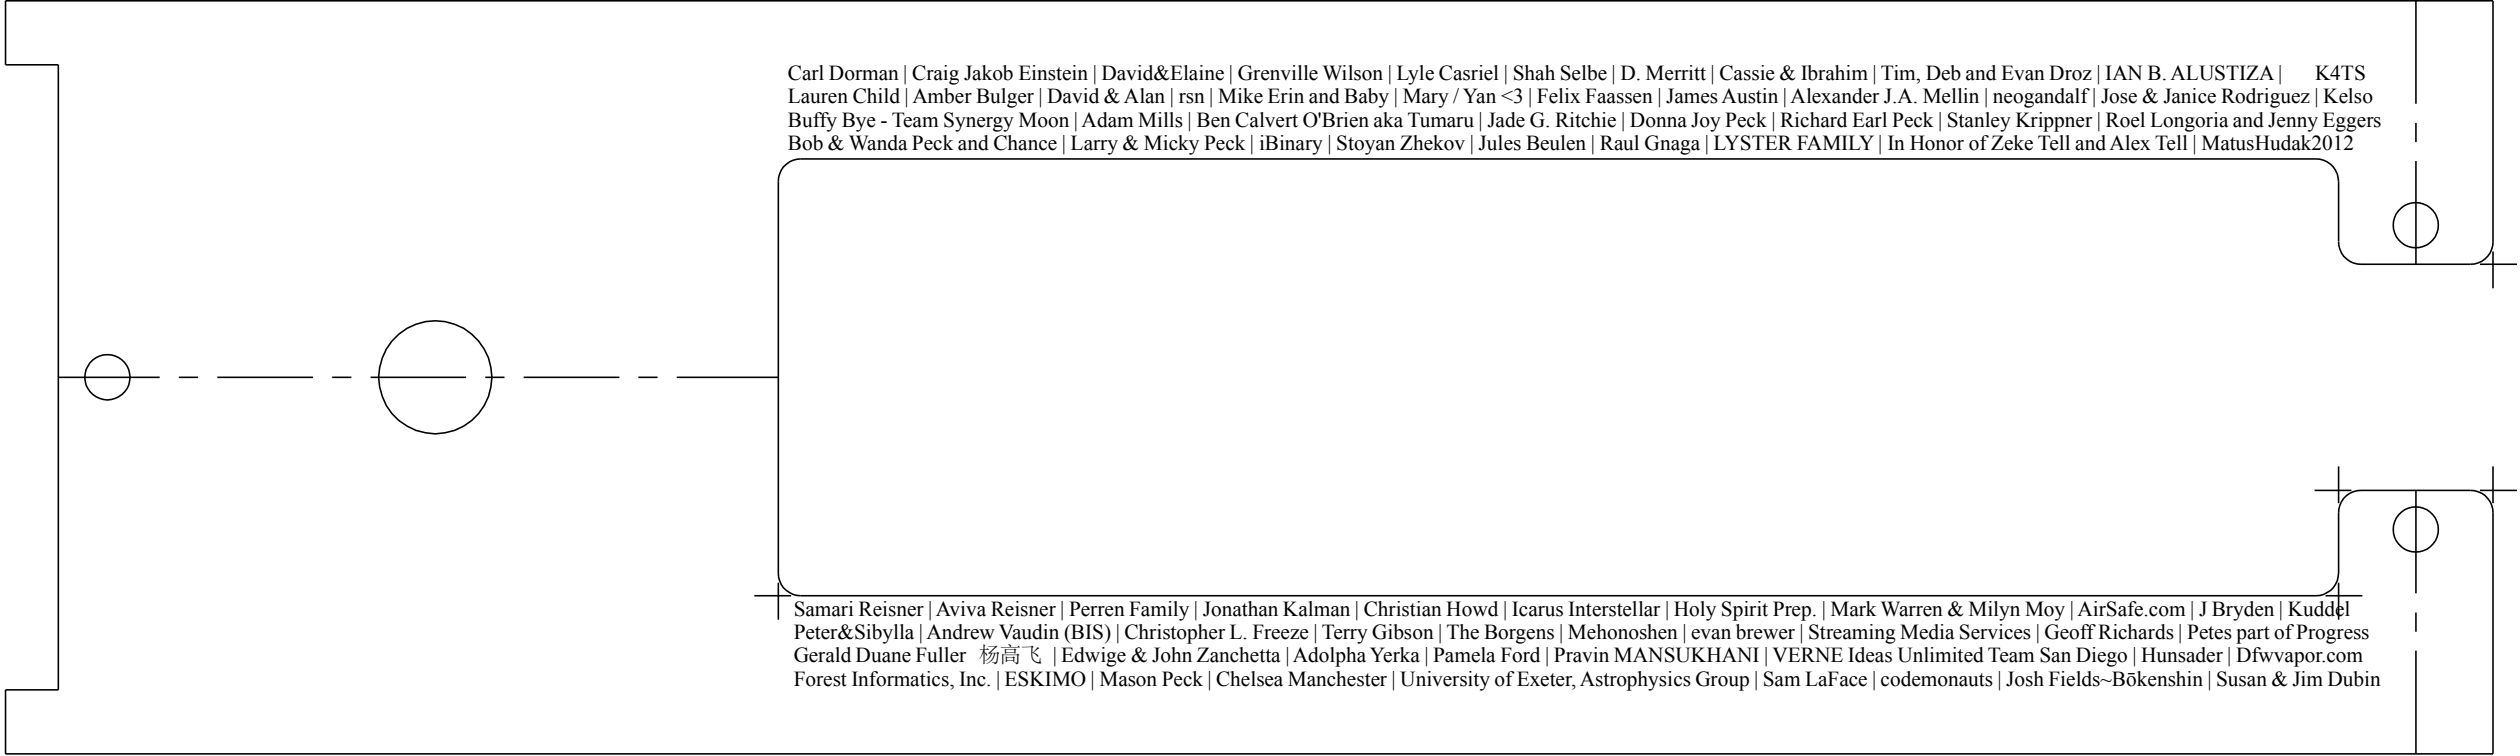 Carl Dorman | Craig Jakob Einstein | David&Elaine | Grenville Wilson | Lyle Casriel | Shah Selbe | D. Merritt | Cassie & Ibrahim | Tim, Deb and Evan Droz | IAN B. ALUSTIZA | K4TS
Lauren Child | Amber Bulger | David & Alan | rsn | Mike Erin and Baby | Mary / Yan <3 | Felix Faassen | James Austin | Alexander J.A. Mellin | neogandalf | Jose & Janice Rodriguez | Kelso
Buffy Bye - Team Synergy Moon | Adam Mills | Ben Calvert O'Brien aka Tumaru | Jade G. Ritchie | Donna Joy Peck | Richard Earl Peck | Stanley Krippner | Roel Longoria and Jenny Eggers
Bob & Wanda Peck and Chance | Larry & Micky Peck | iBinary | Stoyan Zhekov | Jules Beulen | Raul Gnaga | LYSTER FAMILY | In Honor of Zeke Tell and Alex Tell | MatusHudak2012
Samari Reisner | Aviva Reisner | Perren Family | Jonathan Kalman | Christian Howd | Icarus Interstellar | Holy Spirit Prep. | Mark Warren & Milyn Moy | AirSafe.com | J Bryden | Kuddel
Peter&Sibylla | Andrew Vaudin (BIS) | Christopher L. Freeze | Terry Gibson | The Borgens | Mehonoshen | evan brewer | Streaming Media Services | Geoff Richards | Petes part of Progress
Gerald Duane Fuller 杨高飞 | Edwige & John Zanchetta | Adolpha Yerka | Pamela Ford | Pravin MANSUKHANI | VERNE Ideas Unlimited Team San Diego | Hunsader | Dfwvapor.com
Forest Informatics, Inc. | ESKIMO | Mason Peck | Chelsea Manchester | University of Exeter, Astrophysics Group | Sam LaFace | codemonauts | Josh Fields~Bōkenshin | Susan & Jim Dubin